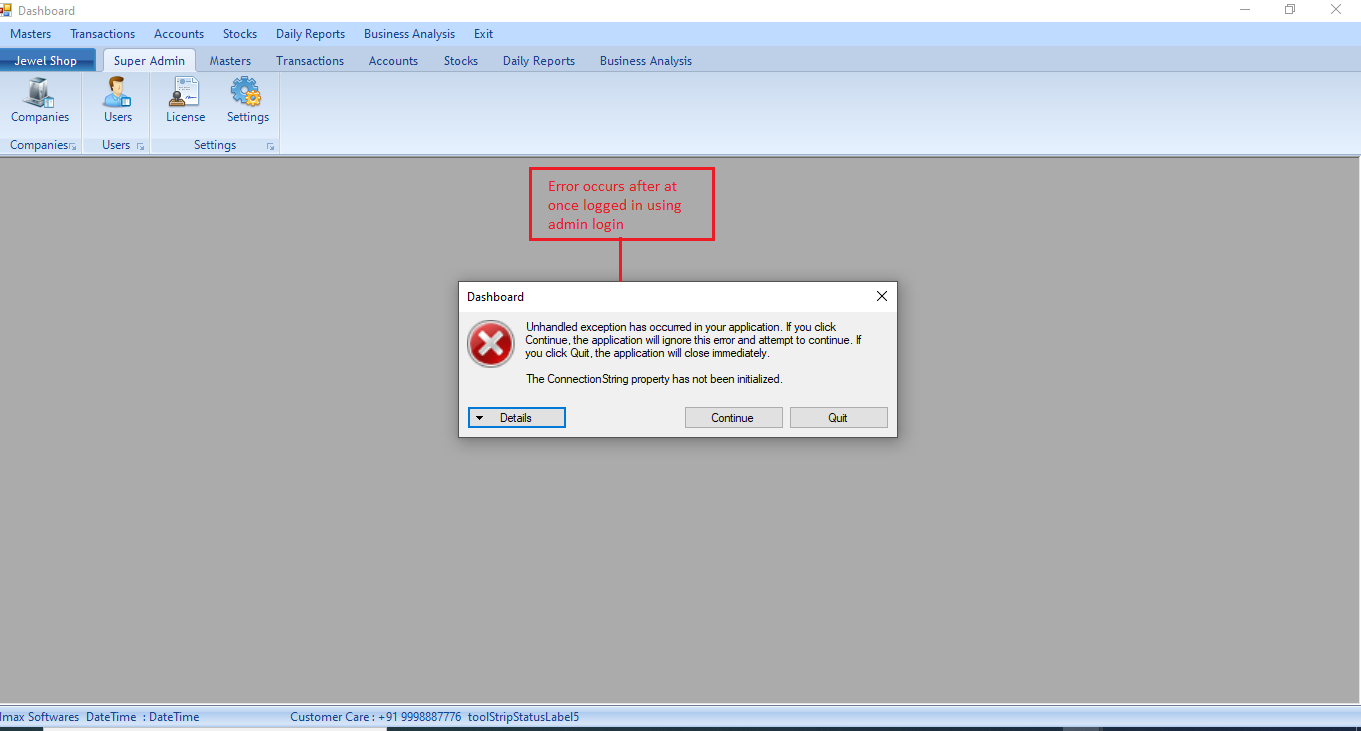 Dashboard
Masters Transactions Accounts Stocks Daily Reports Business Analysis Exit
Jewel Shop Super Admin Masters Transactions Accounts Stocks Daily Reports Business Analysis
Companies Users License Settings
Companies Users Settings
Error occurs after at
once logged in using
admin login
Dashboard
Unhandled exception has occurred in your application. If you click
Continue, the application will ignore this error and attempt to continue. If
you click Quit, the application will close immediately.
The ConnectionString property has not been initialized.
Details Continue Quit
Imax Softwares DateTime : DateTime Customer Care : +91 9998887776 toolStripStatusLabel5